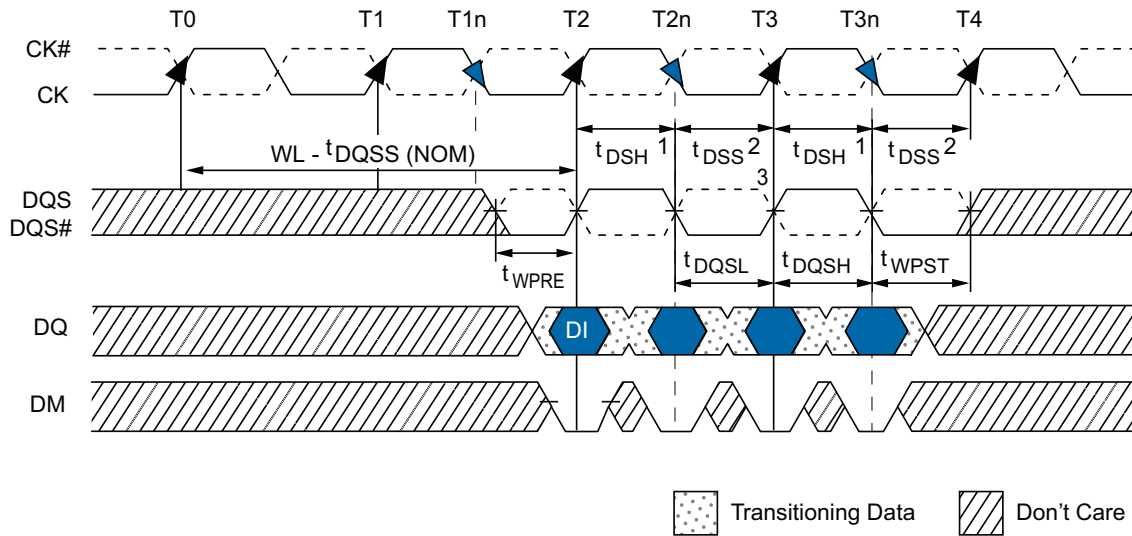 T0 T1 T1n T2 T2n T3 T3n T4
CK#
CK
tDSH 1 tDSS 2 tDSH 1 tDSS 2
WL - tDQSS (NOM)
3
DQS
DQS#
tWPRE tDQSL tDQSH tWPST
DQ
DI
DM
Transitioning Data Don't Care